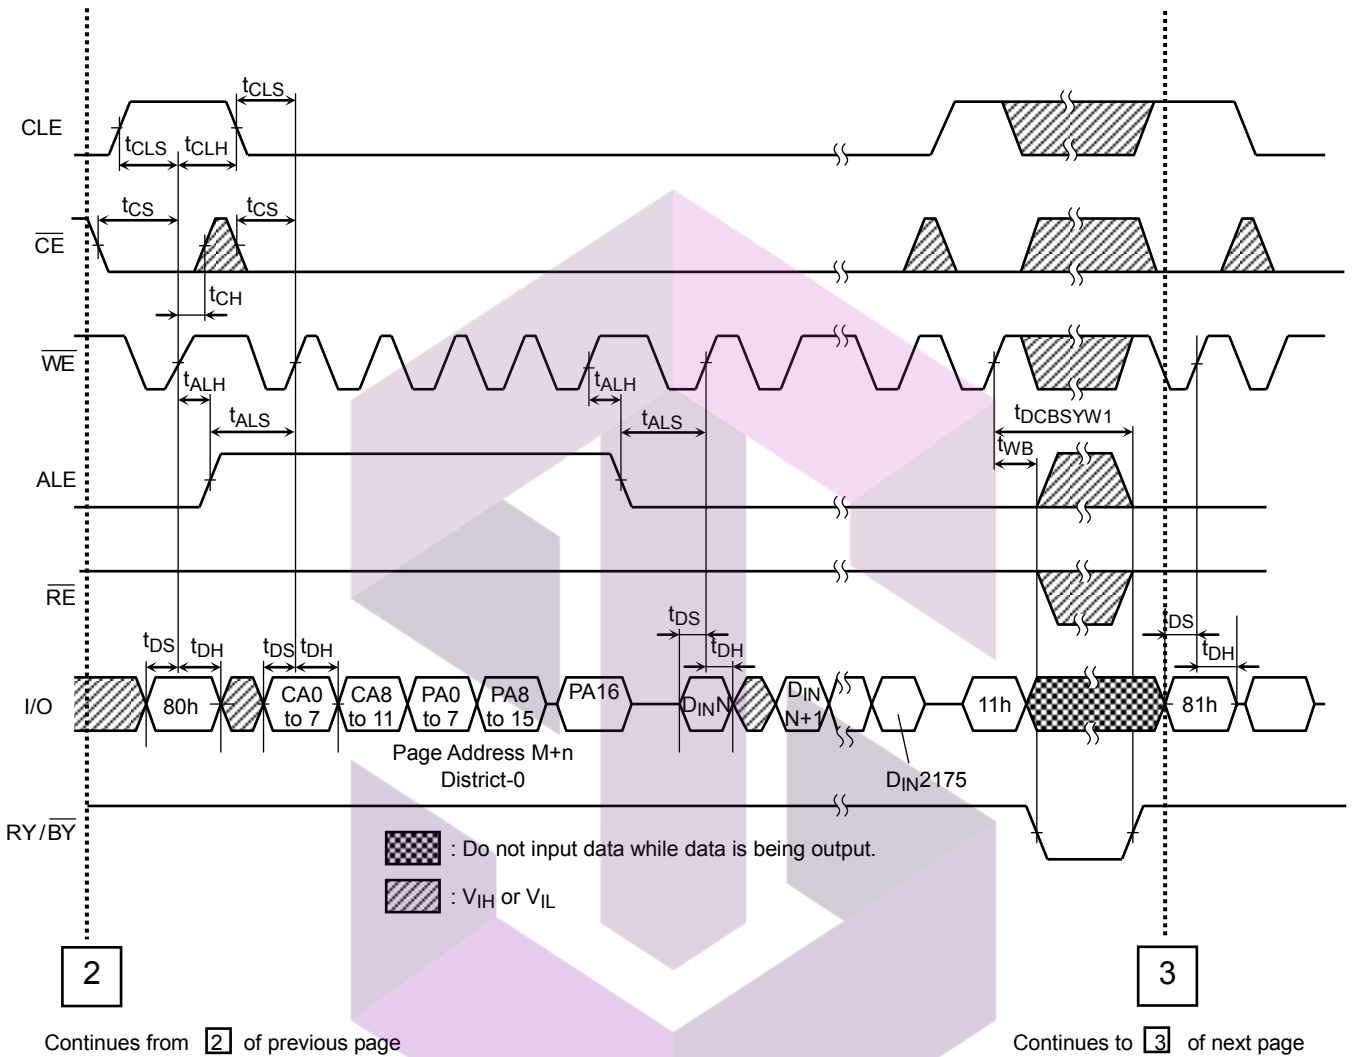 tCLS
CLE
tCLS tCLH
tCS tCS
CE
tCH
WE
tALH tALH
tALS tALS tDCBSYW1
tWB
ALE
RE
tDS tDS DS
tDH tDS tDH tDH tDH
I/O
80h
CA0 to 7
CA8 to 11
PA0 to 7
PA8 to 15
PA16
DINN
DIN N+1
11h
81h
Page Address M+n
District-0
DIN2175
RY/BY
: Do not input data while data is being output.
: VIH or VIL
2 3
Continues from 2 of previous page
Continues to 3 of next page